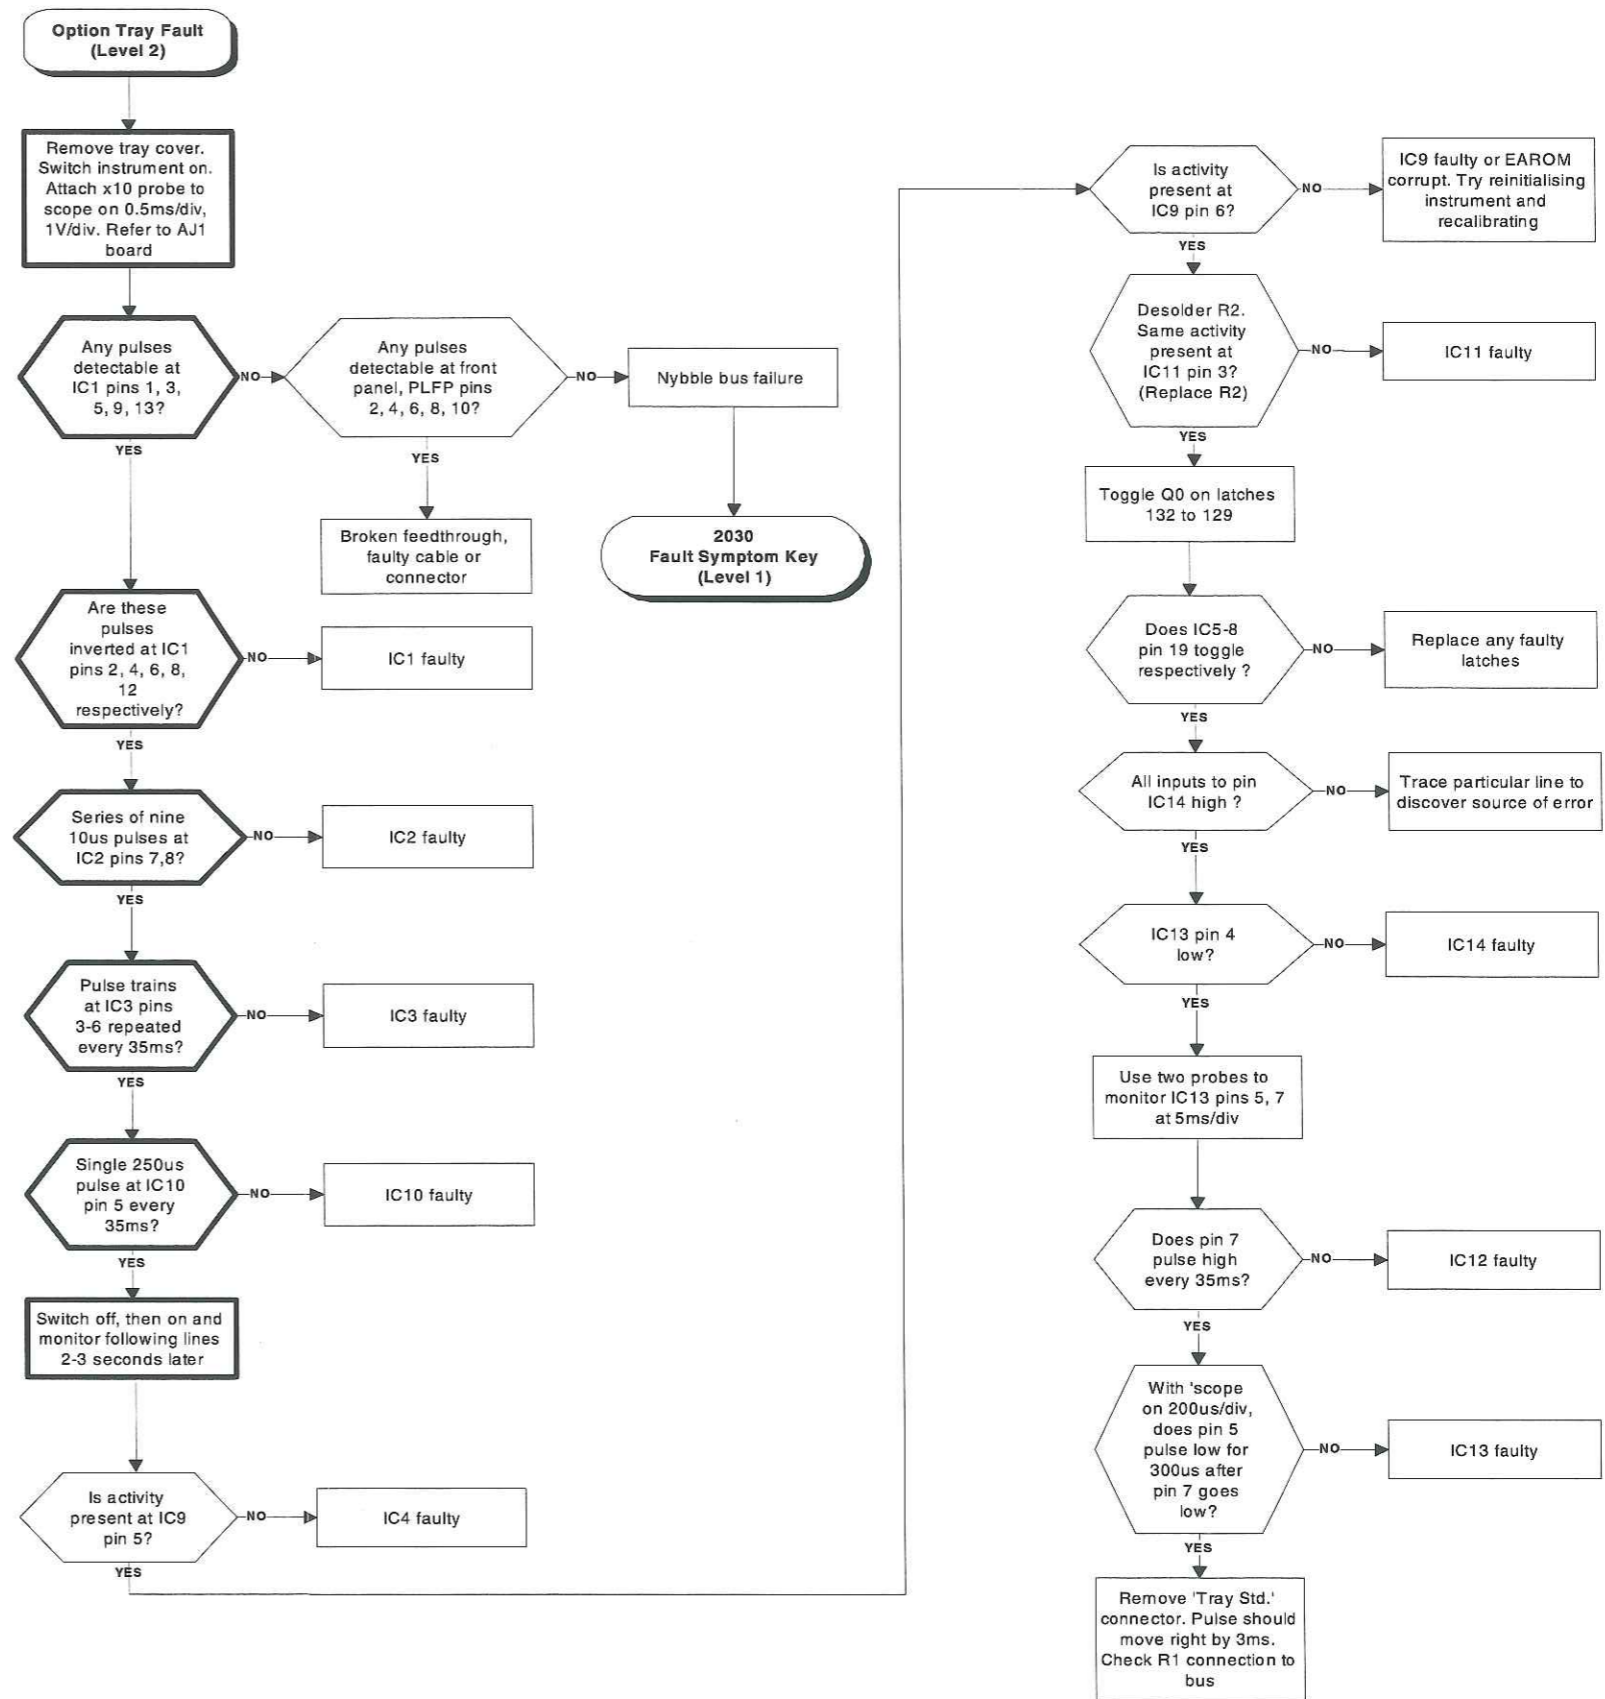 Option Tray Fault
(Level 2)
Remove tray cover.
Switch instrument on.
Attach x10 probe to
scope on 0.5ms/div,
1V/div. Refer to AJ1
board
Any pulses
detectable at
IC1 pins 1, 3,
5, 9, 13?
NO
YES
Any pulses
detectable at front
panel, PLFP pins
2, 4, 6, 8, 10?
NO
YES
Nybble bus failure
Broken feedthrough,
faulty cable or
connector
2030
Fault Symptom Key
(Level 1)
Are these
pulses
inverted at IC1
pins 2, 4, 6, 8,
12
respectively?
NO
YES
IC1 faulty
Series of nine
10us pulses at
IC2 pins 7,8?
NO
YES
IC2 faulty
Pulse trains
at IC3 pins
3-6 repeated
every 35ms?
NO
YES
IC3 faulty
Single 250us
pulse at IC10
pin 5 every
35ms?
NO
YES
IC10 faulty
Switch off, then on and
monitor following lines
2-3 seconds later
Is activity
present at IC9
pin 5?
NO
YES
IC4 faulty
Is activity
present at
IC9 pin 6?
NO
YES
IC9 faulty or EAROM
corrupt. Try reinitialising
instrument and
recalibrating
Desolder R2.
Same activity
present at
IC11 pin 3?
(Replace R2)
NO
YES
IC11 faulty
Toggle Q0 on latches
132 to 129
Does IC5-8
pin 19 toggle
respectively ?
NO
YES
Replace any faulty
latches
All inputs to pin
IC14 high ?
NO
YES
Trace particular line to
discover source of error
IC13 pin 4
low?
NO
YES
IC14 faulty
Use two probes to
monitor IC13 pins 5, 7
at 5ms/div
Does pin 7
pulse high
every 35ms?
NO
YES
IC12 faulty
With 'scope
on 200us/div,
does pin 5
pulse low for
300us after
pin 7 goes
low?
NO
YES
IC13 faulty
Remove 'Tray Std.'
connector. Pulse should
move right by 3ms.
Check R1 connection to
bus